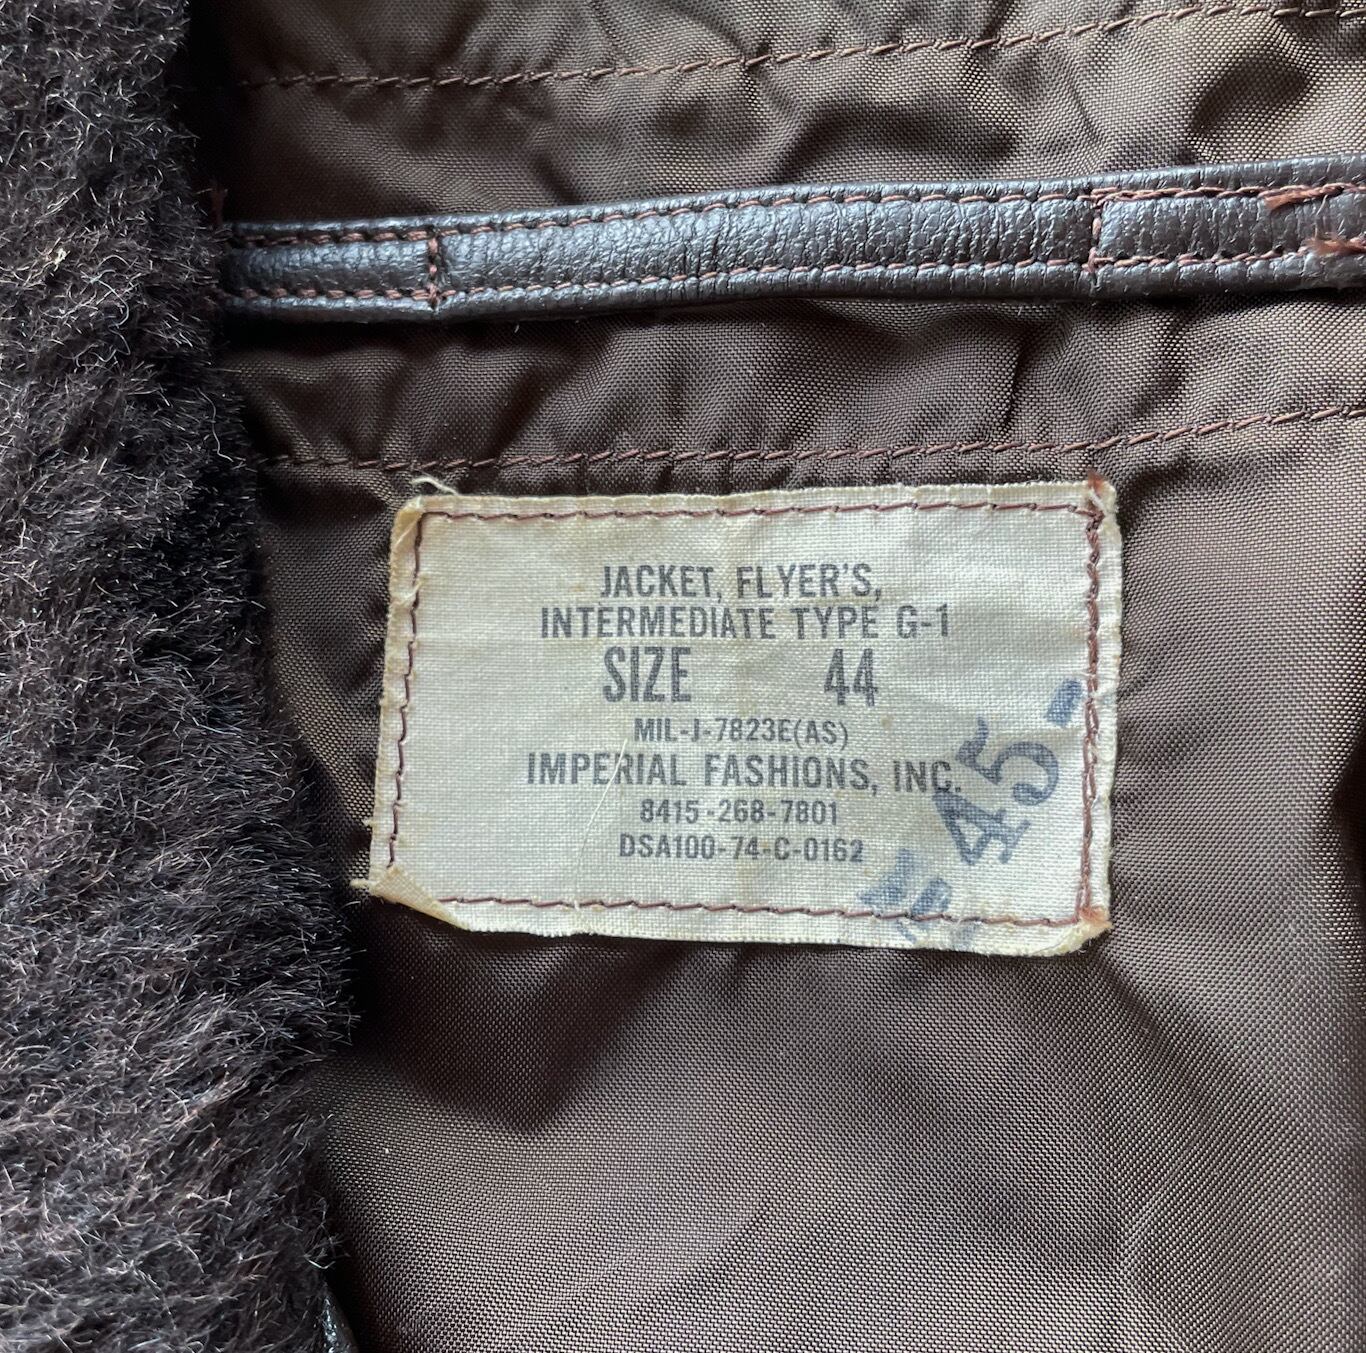 JACKET, FLYER'S,
INTERMEDIATE TYPE G-1
SIZE 44
MIL-J-7823E(AS)
IMPERIAL FASHIONS, INC.
8415-268-7801
DSA100-74-C-0162
45-